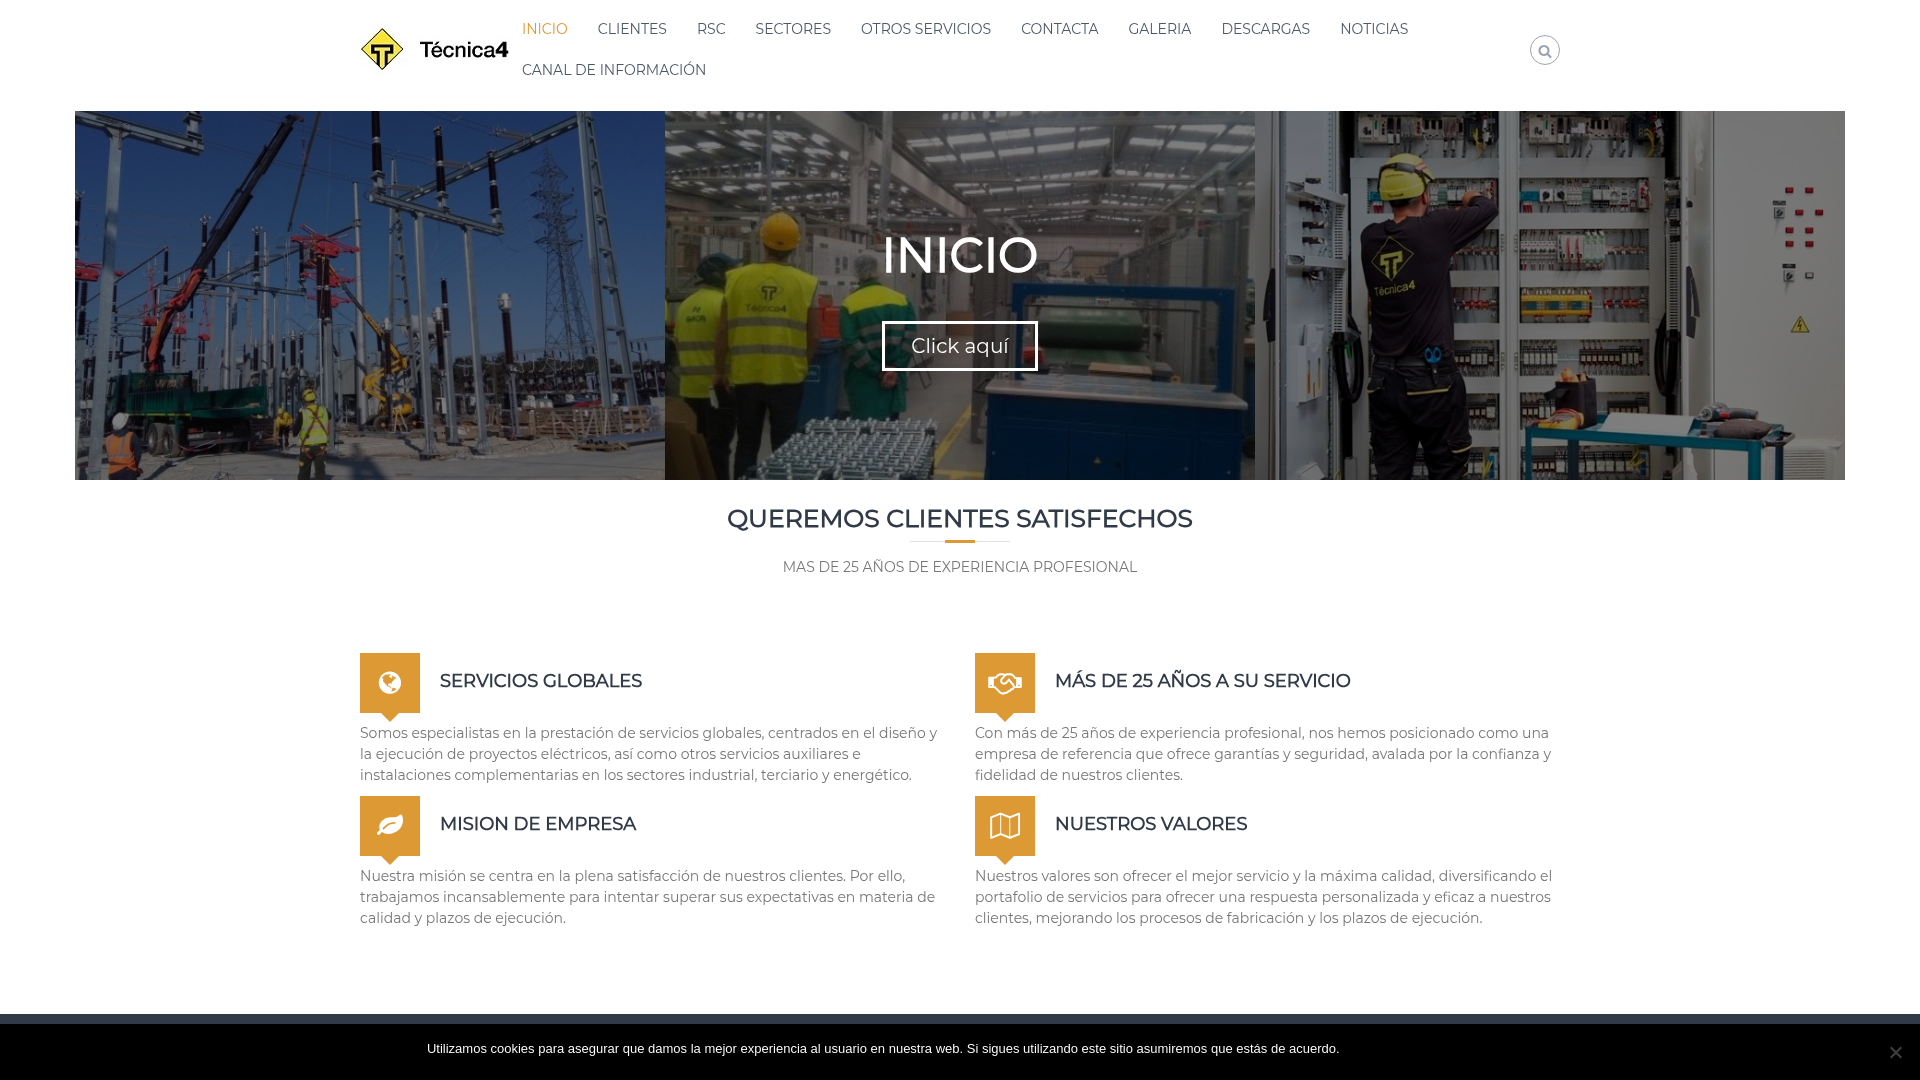 Técnica4
INICIO CLIENTES RSC SECTORES OTROS SERVICIOS CONTACTA GALERIA DESCARGAS NOTICIAS
CANAL DE INFORMACIÓN
INICIO
Click aquí
Técnica4
Técnica4
QUEREMOS CLIENTES SATISFECHOS
MAS DE 25 AÑOS DE EXPERIENCIA PROFESIONAL
SERVICIOS GLOBALES
Somos especialistas en la prestación de servicios globales, centrados en el diseño y
la ejecución de proyectos eléctricos, así como otros servicios auxiliares e
instalaciones complementarias en los sectores industrial, terciario y energético.
MÁS DE 25 AÑOS A SU SERVICIO
Con más de 25 años de experiencia profesional, nos hemos posicionado como una
empresa de referencia que ofrece garantías y seguridad, avalada por la confianza y
fidelidad de nuestros clientes.
MISION DE EMPRESA
Nuestra misión se centra en la plena satisfacción de nuestros clientes. Por ello,
trabajamos incansablemente para intentar superar sus expectativas en materia de
calidad y plazos de ejecución.
NUESTROS VALORES
Nuestros valores son ofrecer el mejor servicio y la máxima calidad, diversificando el
portafolio de servicios para ofrecer una respuesta personalizada y eficaz a nuestros
clientes, mejorando los procesos de fabricación y los plazos de ejecución.
Utilizamos cookies para asegurar que damos la mejor experiencia al usuario en nuestra web. Si sigues utilizando este sitio asumiremos que estás de acuerdo.